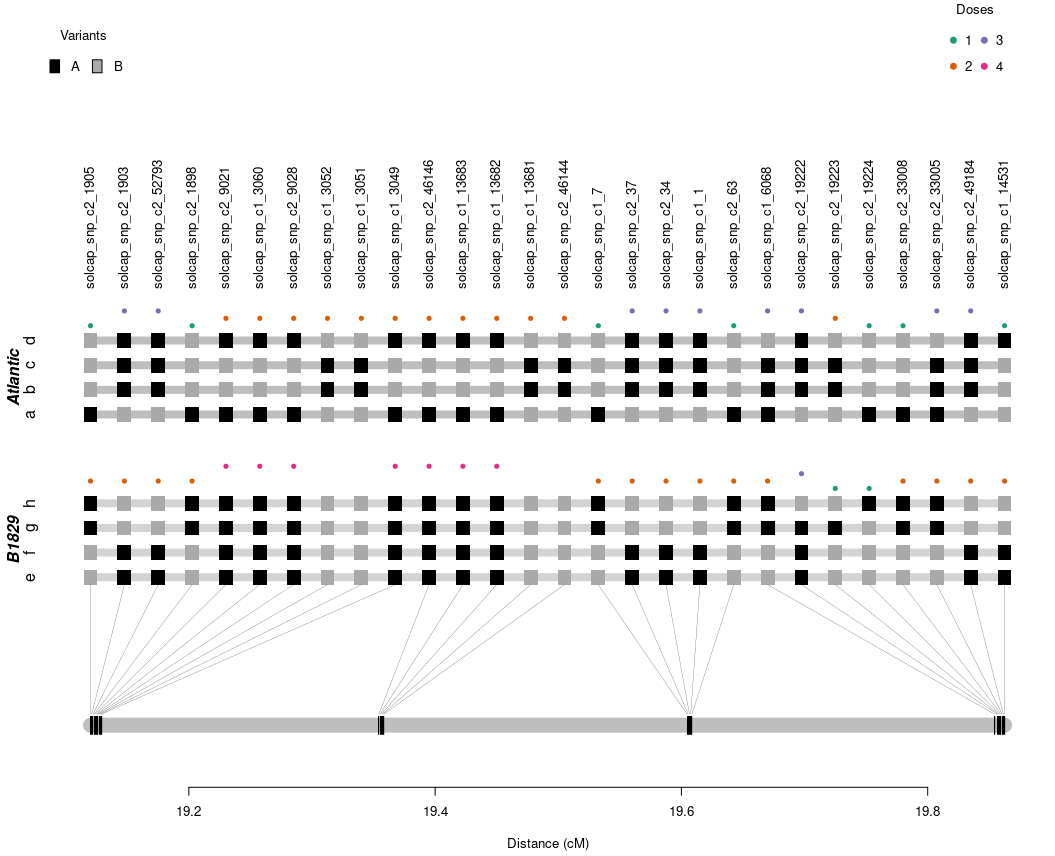 Doses
Variants
1 3
A B
2 4
solcap_snp_c2_1905
solcap_snp_c2_1903
solcap_snp_c2_52793
solcap_snp_c2_1898
solcap_snp_c2_9021
solcap_snp_c1_3060
solcap_snp_c2_9028
solcap_snp_c1_3052
solcap_snp_c1_3051
solcap_snp_c1_3049
solcap_snp_c2_46146
solcap_snp_c1_13683
solcap_snp_c1_13682
solcap_snp_c1_13681
solcap_snp_c2_46144
solcap_snp_c1_7
solcap_snp_c2_37
solcap_snp_c2_34
solcap_snp_c1_1
solcap_snp_c2_63
solcap_snp_c1_6068
solcap_snp_c2_19222
solcap_snp_c2_19223
solcap_snp_c2_19224
solcap_snp_c2_33008
solcap_snp_c2_33005
solcap_snp_c2_49184
solcap_snp_c1_14531
Atlantic
d
c
b
a
B1829
h
g
f
e
19.2 19.4 19.6 19.8
Distance (cM)